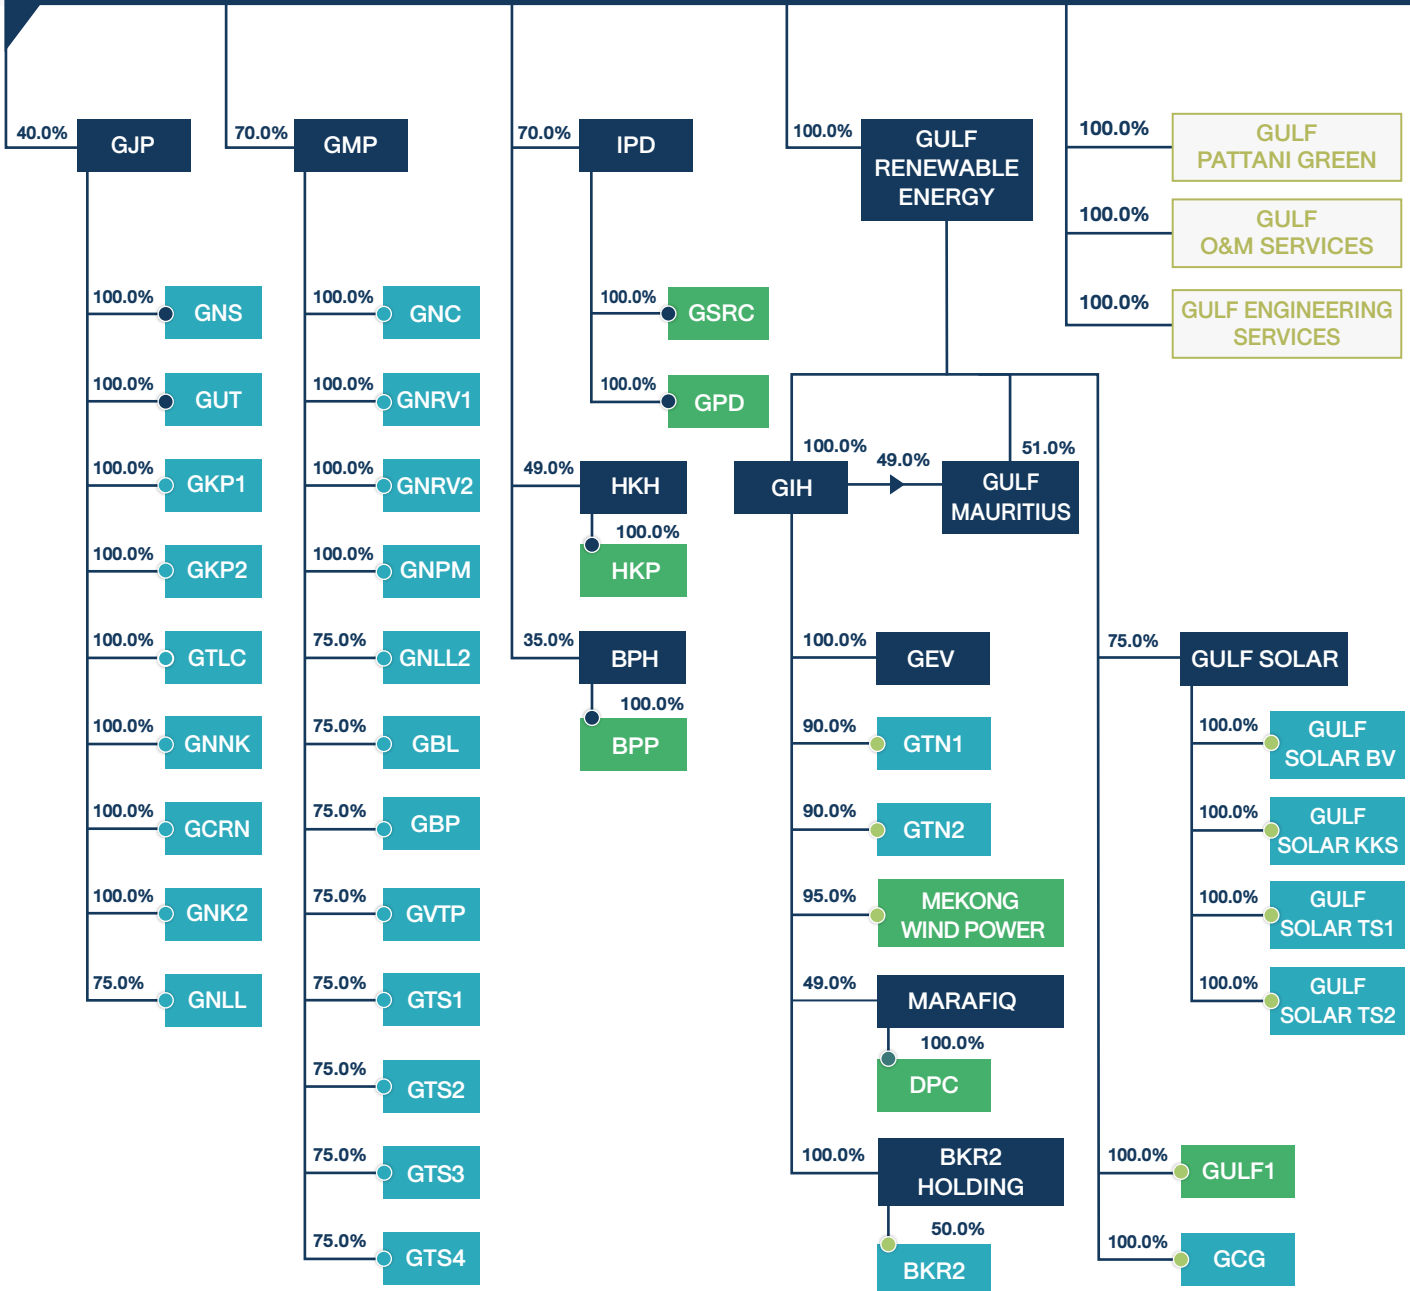 40.0%
GJP
100.0%
GNS
100.0%
GUT
100.0%
GKP1
100.0%
GKP2
100.0%
GTLC
100.0%
GNNK
100.0%
GCRN
100.0%
GNK2
75.0%
GNLL
70.0%
GMP
100.0%
GNC
100.0%
GNRV1
100.0%
GNRV2
100.0%
GNPM
75.0%
GNLL2
75.0%
GBL
75.0%
GBP
75.0%
GVTP
75.0%
GTS1
75.0%
GTS2
75.0%
GTS3
75.0%
GTS4
70.0%
IPD
100.0%
GSRC
100.0%
GPD
49.0%
HKH
100.0%
HKP
35.0%
BPH
100.0%
BPP
100.0%
GULF
RENEWABLE
ENERGY
100.0%
GIH
49.0%
51.0%
GULF
MAURITIUS
100.0%
GEV
90.0%
GTN1
90.0%
GTN2
95.0%
MEKONG
WIND POWER
49.0%
MARAFIQ
100.0%
DPC
100.0%
BKR2
HOLDING
50.0%
BKR2
75.0%
GULF SOLAR
100.0%
GULF
SOLAR BV
100.0%
GULF
SOLAR KKS
100.0%
GULF
SOLAR TS1
100.0%
GULF
SOLAR TS2
100.0%
GULF1
100.0%
GCG
100.0%
GULF
PATTANI GREEN
100.0%
GULF
O&M SERVICES
100.0%
GULF ENGINEERING
SERVICES